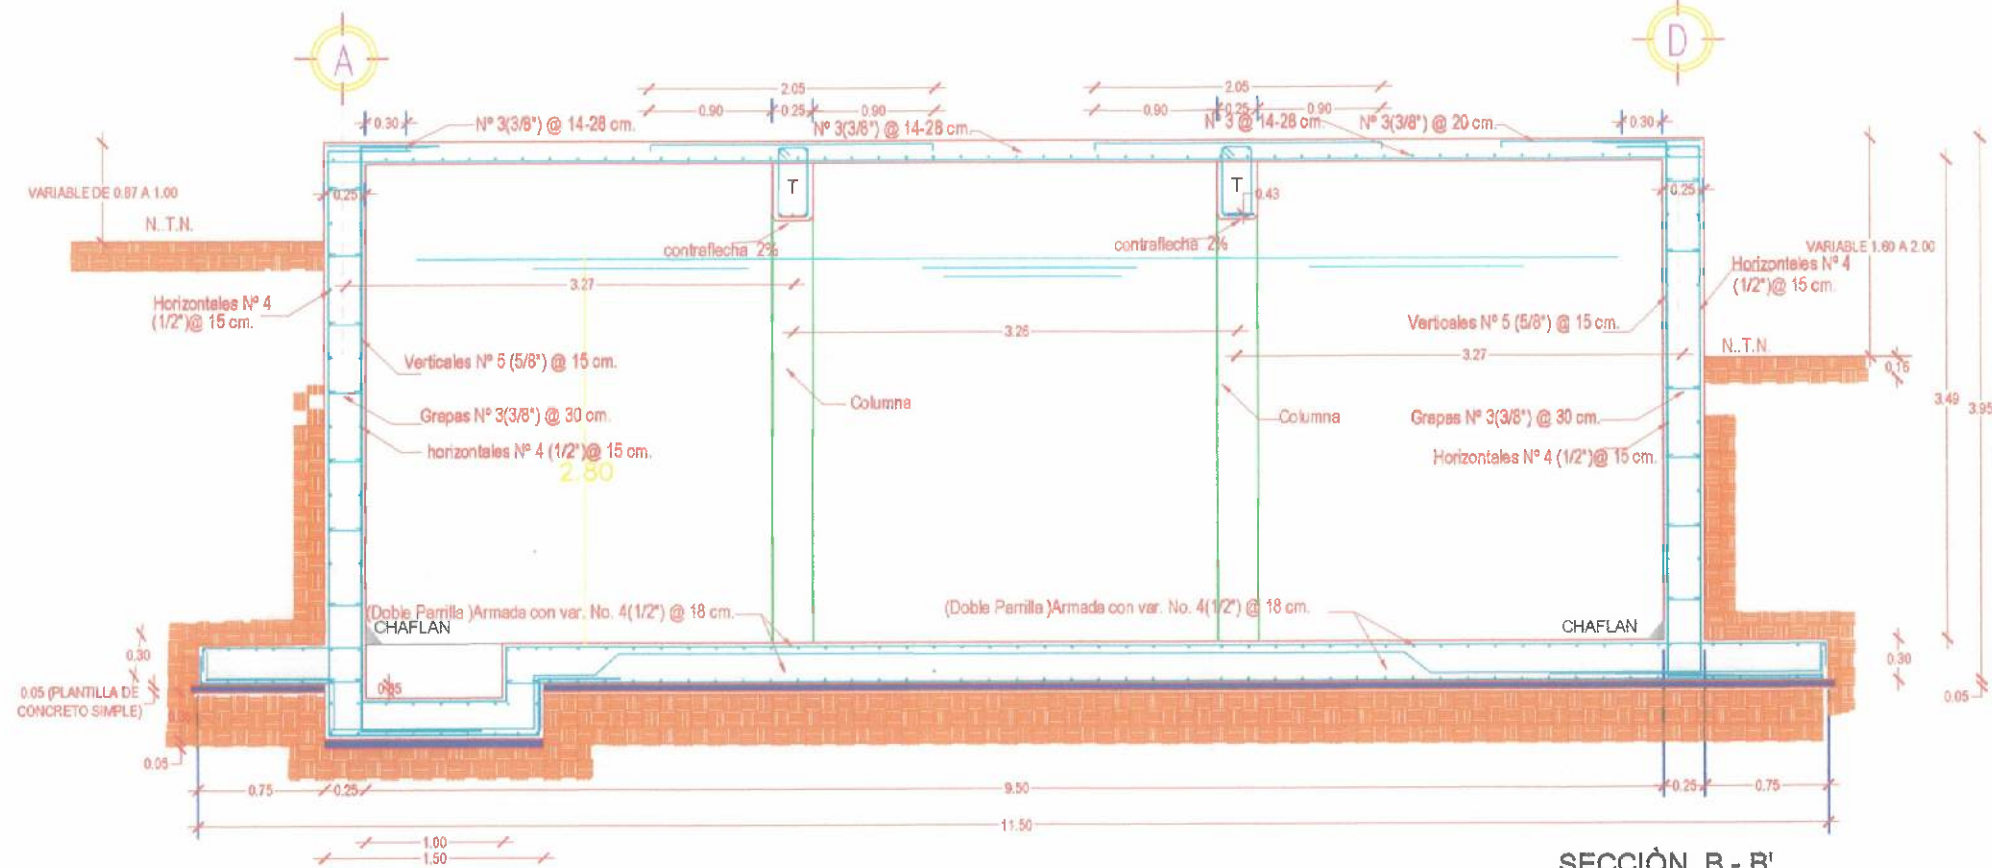 A
D
2.05
2.05
0.90
0.25
0.90
0.90
0.25
0.90
0.30
Nº 3(3/8") @ 14-28 cm.
Nº 3(3/8") @ 14-28 cm.
Nº 3 @ 14-28 cm.
Nº 3(3/8") @ 20 cm.
0.30
VARIABLE DE 0.87 A 1.00
N..T.N.
0.25
T
T
0.43
0.25
contraflecha 2%
contraflecha 2%
VARIABLE 1.60 A 2.00
Horizontales Nº 4
(1/2")@ 15 cm.
3.27
Horizontales Nº 4
(1/2")@ 15 cm.
3.26
Verticales Nº 5 (5/8") @ 15 cm.
3.27
N..T.N.
0.16
Verticales Nº 5 (5/8") @ 15 cm.
Columna
Grapas Nº 3(3/8") @ 30 cm.
Columna
Grapas Nº 3(3/8") @ 30 cm.
3.49
3.95
horizontales Nº 4 (1/2")@ 15 cm.
Horizontales Nº 4 (1/2")@ 15 cm.
2.80
(Doble Parrilla )Armada con var. No. 4(1/2") @ 18 cm.
(Doble Parrilla )Armada con var. No. 4(1/2") @ 18 cm.
CHAFLAN
CHAFLAN
0.30
0.30
0.05 (PLANTILLA DE
CONCRETO SIMPLE)
0.05
0.05
0.75
0.25
9.50
0.25
0.75
11.50
1.00
1.50
SECCIÒN B - B'